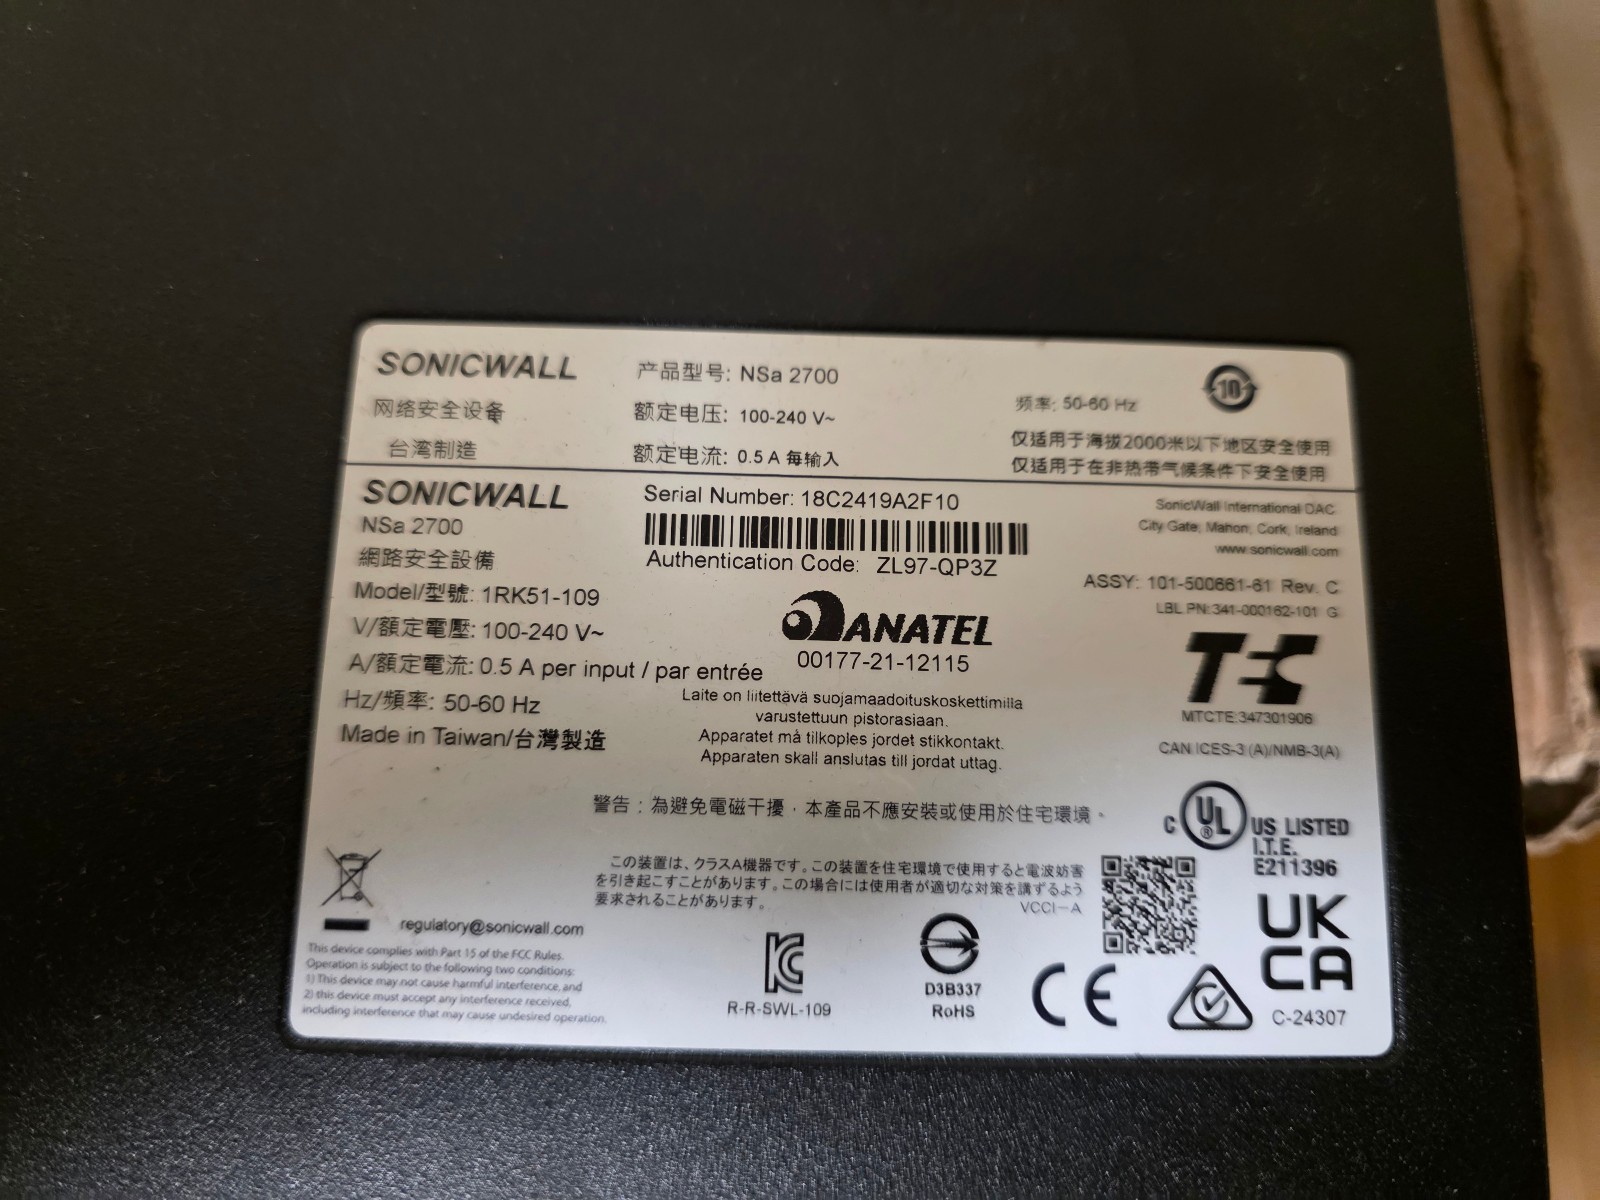 SONICWALL
网络安全设备
台湾制造
产品型号: NSa 2700
额定电压: 100-240 V~
额定电流: 0.5 A 每输入
10
频率: 50-60 Hz
仅适用于海拔2000米以下地区安全使用
仅适用于在非热带气候条件下安全使用
SONICWALL
NSa 2700
網路安全設備
Model/型號: 1RK51-109
V/額定電壓: 100-240 V~
A/額定電流: 0.5 A per input / par entrée
Hz/頻率: 50-60 Hz
Made in Taiwan/台灣製造
Serial Number: 18C2419A2F10
Authentication Code: ZL97-QP3Z
ANATEL
00177-21-12115
Laite on liitettävä suojamaadoituskoskettimilla
varustettuun pistorasiaan.
Apparatet må tilkoples jordet stikkontakt.
Apparaten skall anslutas till jordat uttag.
SonicWall International DAC
City Gate, Mahon, Cork, Ireland
www.sonicwall.com
ASSY: 101-500661-61 Rev. C
LBL PN:341-000162-101 G
TEC
MTCTE:347301906
CAN ICES-3 (A)/NMB-3(A)
警告：為避免電磁干擾，本產品不應安裝或使用於住宅環境。
この装置は、クラスA機器です。この装置を住宅環境で使用すると電波妨害
を引き起こすことがあります。この場合には使用者が適切な対策を講ずるよう
要求されることがあります。
VCCI-A
C UL ® US LISTED
I.T.E.
E211396
regulatory@sonicwall.com
This device complies with Part 15 of the FCC Rules.
Operation is subject to the following two conditions:
1) This device may not cause harmful interference, and
2) this device must accept any interference received,
including interference that may cause undesired operation.
R-R-SWL-109
D3B337
RoHS
CE
UK
CA
C-24307